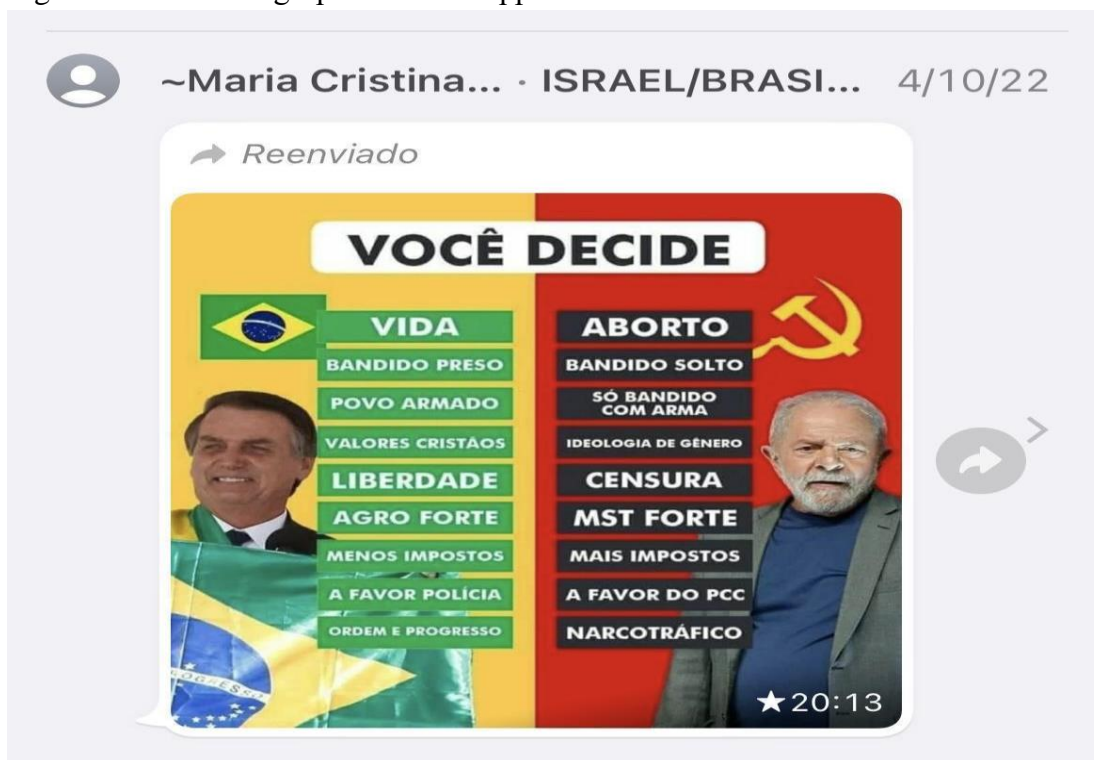 ~Maria Cristina... · ISRAEL/BRASI... 4/10/22
Reenviado
VOCÊ DECIDE
VIDA
BANDIDO PRESO
POVO ARMADO
VALORES CRISTÃOS
LIBERDADE
AGRO FORTE
MENOS IMPOSTOS
A FAVOR POLÍCIA
ORDEM E PROGRESSO
ABORTO
BANDIDO SOLTO
SÓ BANDIDO
COM ARMA
IDEOLOGIA DE GÊNERO
CENSURA
MST FORTE
MAIS IMPOSTOS
A FAVOR DO PCC
NARCOTRÁFICO
PROGRESSO
20:13